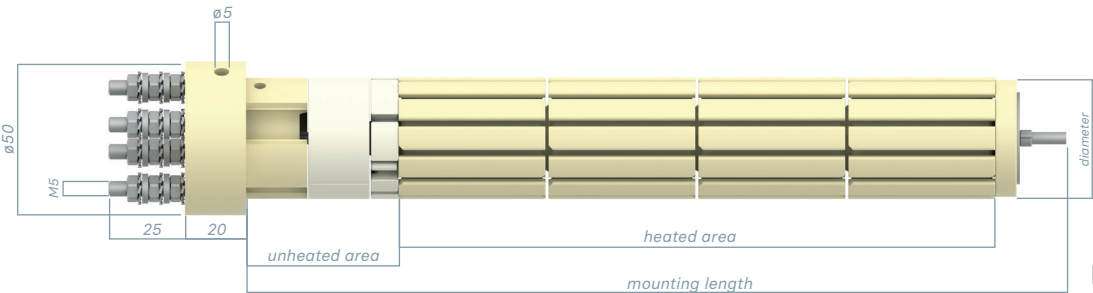 ø5
ø50
M5
diameter
25
20
heated area
unheated area
mounting length